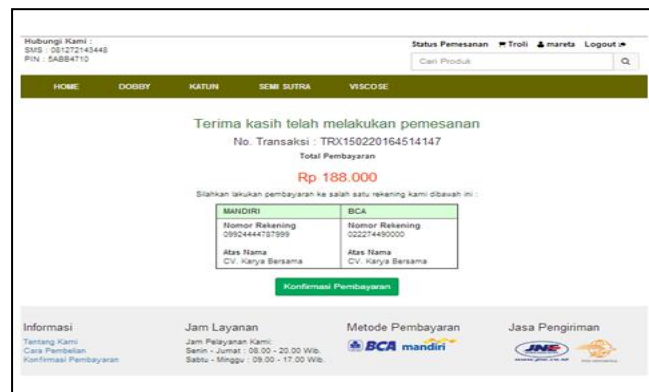 Hubungi Kami :
SMS : 081272143448
PIN : 5ABB4710
Status Pemesanan Troli mareta Logout
Cari Produk
HOME DOBBY KATUN SEMI SUTRA VISCOSE
Terima kasih telah melakukan pemesanan
No. Transaksi : TRX150220164514147
Total Pembayaran
Rp 188.000
Silahkan lakukan pembayaran ke salah satu rekening kami dibawah ini :
MANDIRI BCA
Nomor Rekening Nomor Rekening
09924444787899 022274490000
Atas Nama Atas Nama
CV. Karya Bersama CV. Karya Bersama
Konfirmasi Pembayaran
Informasi Jam Layanan Metode Pembayaran Jasa Pengiriman
Tentang Kami Jam Pelayanan Kami:
Cara Pembelian Senin - Jumat : 08.00 - 20.00 Wib.
Konfirmasi Pembayaran Sabtu - Minggu : 09.00 - 17.00 Wib.
BCA mandiri JNE